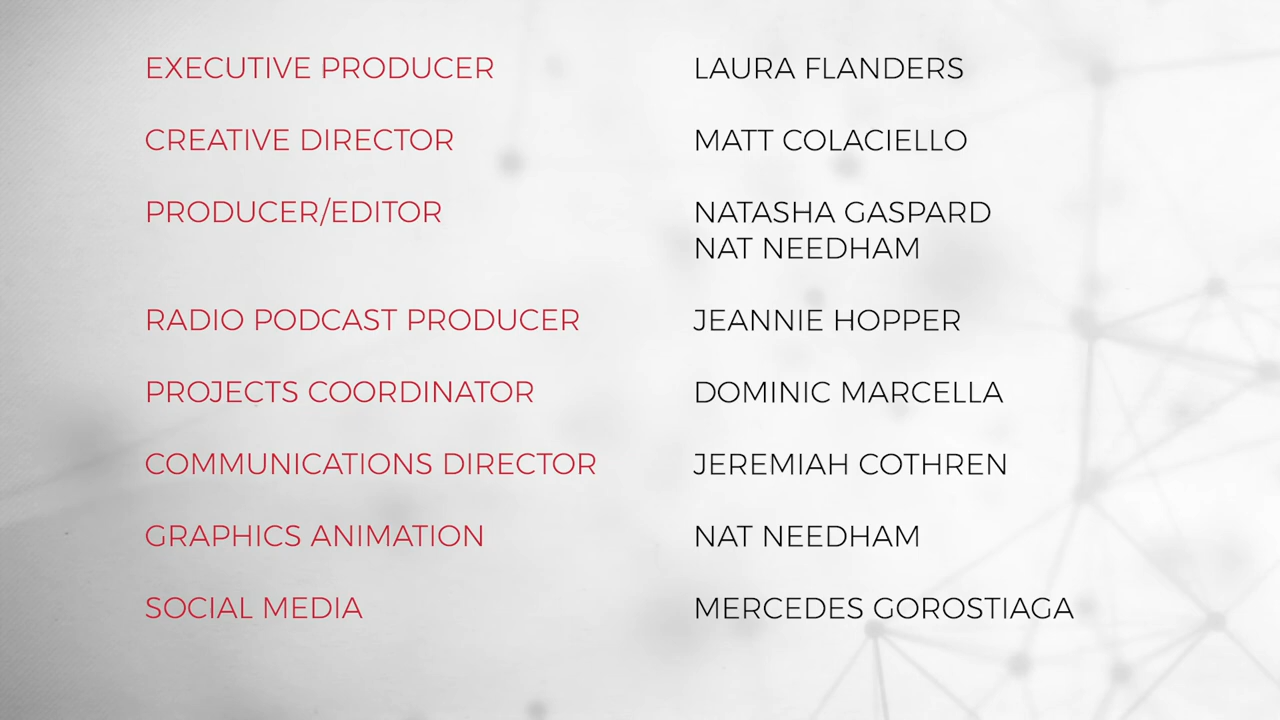 EXECUTIVE PRODUCER LAURA FLANDERS
CREATIVE DIRECTOR MATT COLACIELLO
PRODUCER/EDITOR NATASHA GASPARD
NAT NEEDHAM
RADIO PODCAST PRODUCER JEANNIE HOPPER
PROJECTS COORDINATOR DOMINIC MARCELLA
COMMUNICATIONS DIRECTOR JEREMIAH COTHREN
GRAPHICS ANIMATION NAT NEEDHAM
SOCIAL MEDIA MERCEDES GOROSTIAGA